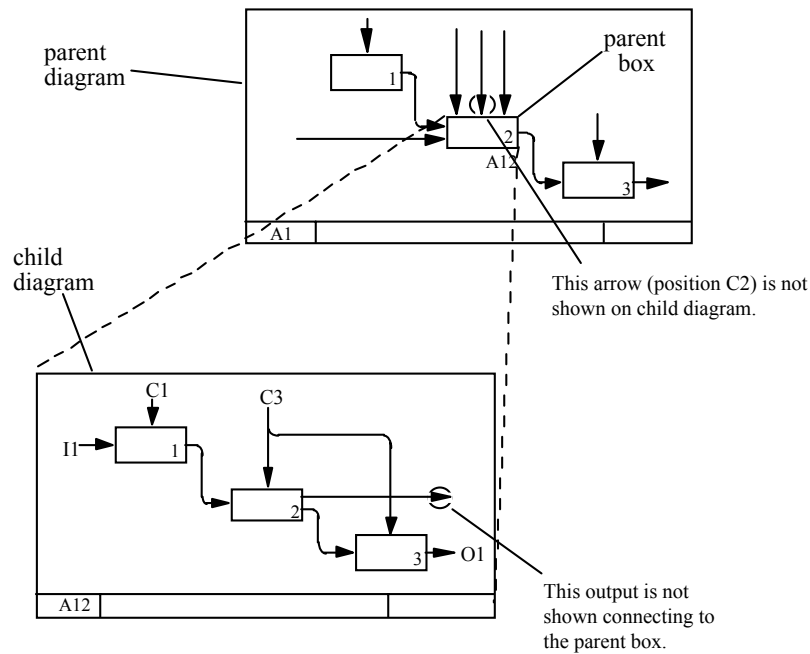 parent
diagram
parent
box
1
2
A12
3
A1
This arrow (position C2) is not
shown on child diagram.
child
diagram
C1
C3
I1
1
2
3
O1
A12
This output is not
shown connecting to
the parent box.